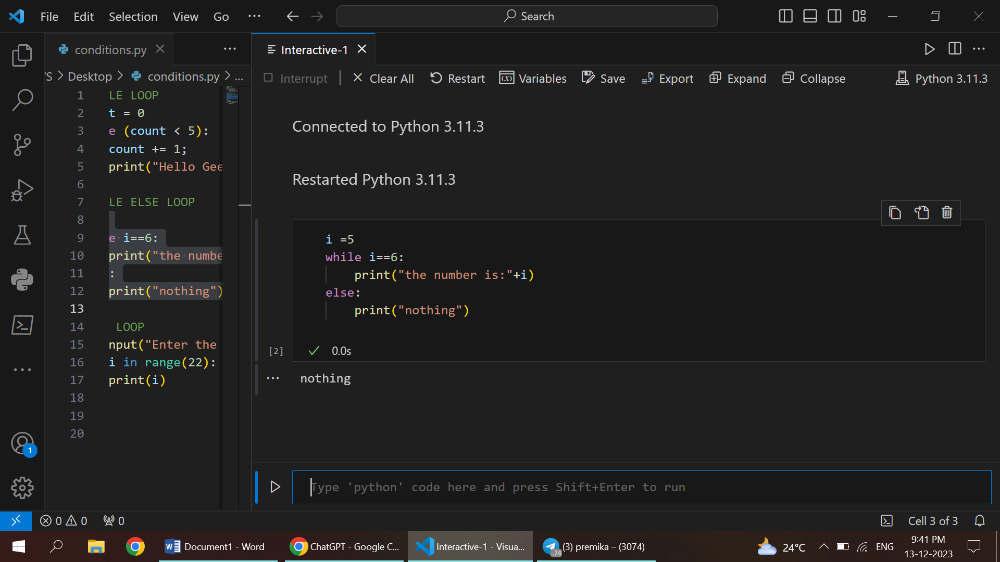 File Edit Selection View Go ··· Search
conditions.py ··· Interactive-1 ···
/S > Desktop > conditions.py > ...
Interrupt | Clear All Restart Variables Save Export Expand Collapse Python 3.11.3
1 LE LOOP
2 t = 0
3 e (count < 5):
4 count += 1;
5 print("Hello Gee
6
7 LE ELSE LOOP
8
9 e i==6:
10 print("the numbe
11 :
12 print("nothing")
13
14 LOOP
15 nput("Enter the
16 i in range(22):
17 print(i)
18
19
20
Connected to Python 3.11.3
Restarted Python 3.11.3
i =5
while i==6:
print("the number is:"+i)
else:
print("nothing")
[2] 0.0s
··· nothing
Type 'python' code here and press Shift+Enter to run
1
0 0 0 Cell 3 of 3
Document1 - Word ChatGPT - Google C... Interactive-1 - Visua... ..74 (3) premika – (3074) 24°C ENG 9:41 PM
13-12-2023